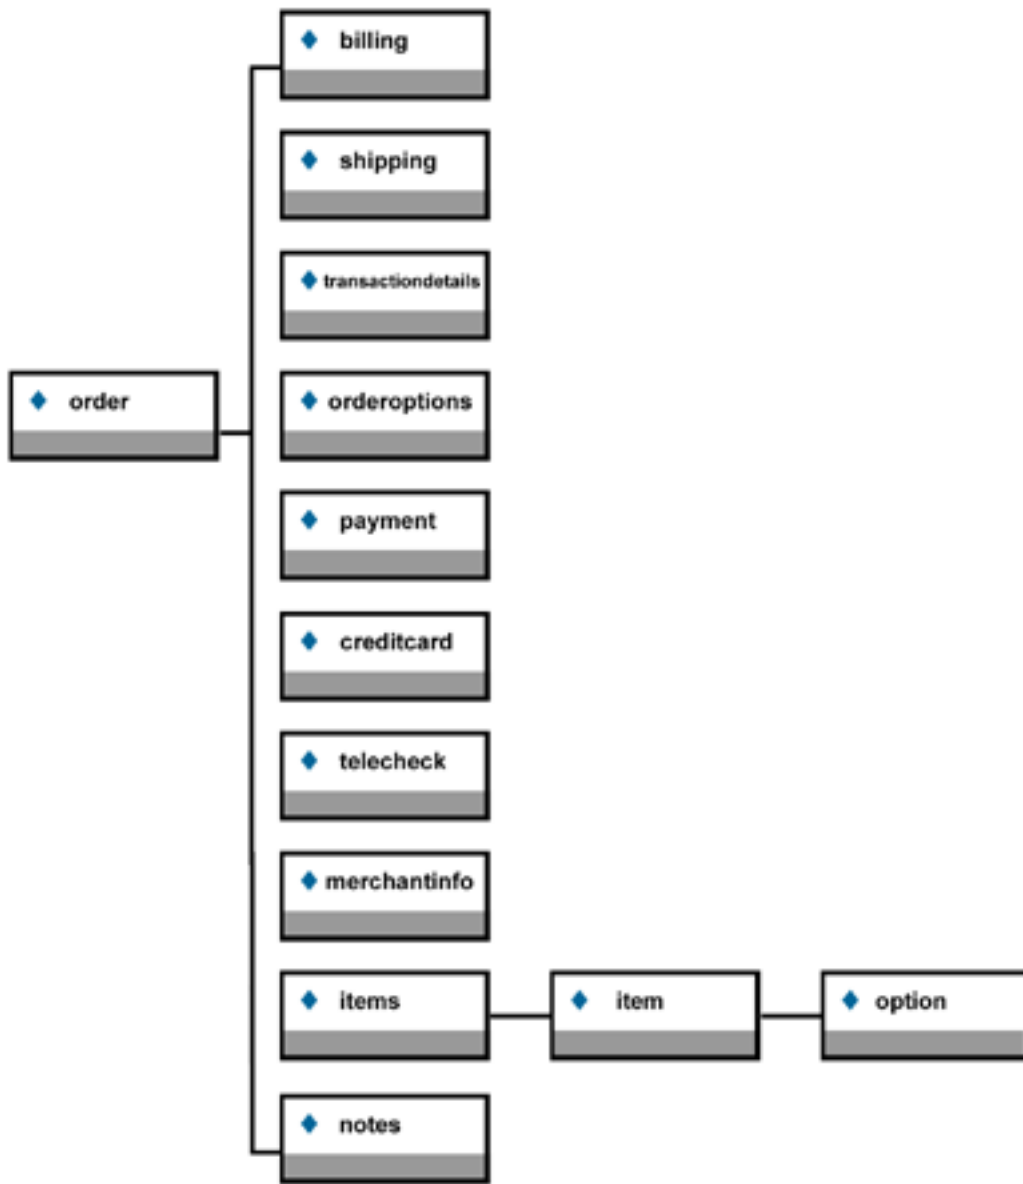 billing
shipping
transactiondetails
order
orderoptions
payment
creditcard
telecheck
merchantinfo
items
item
option
notes